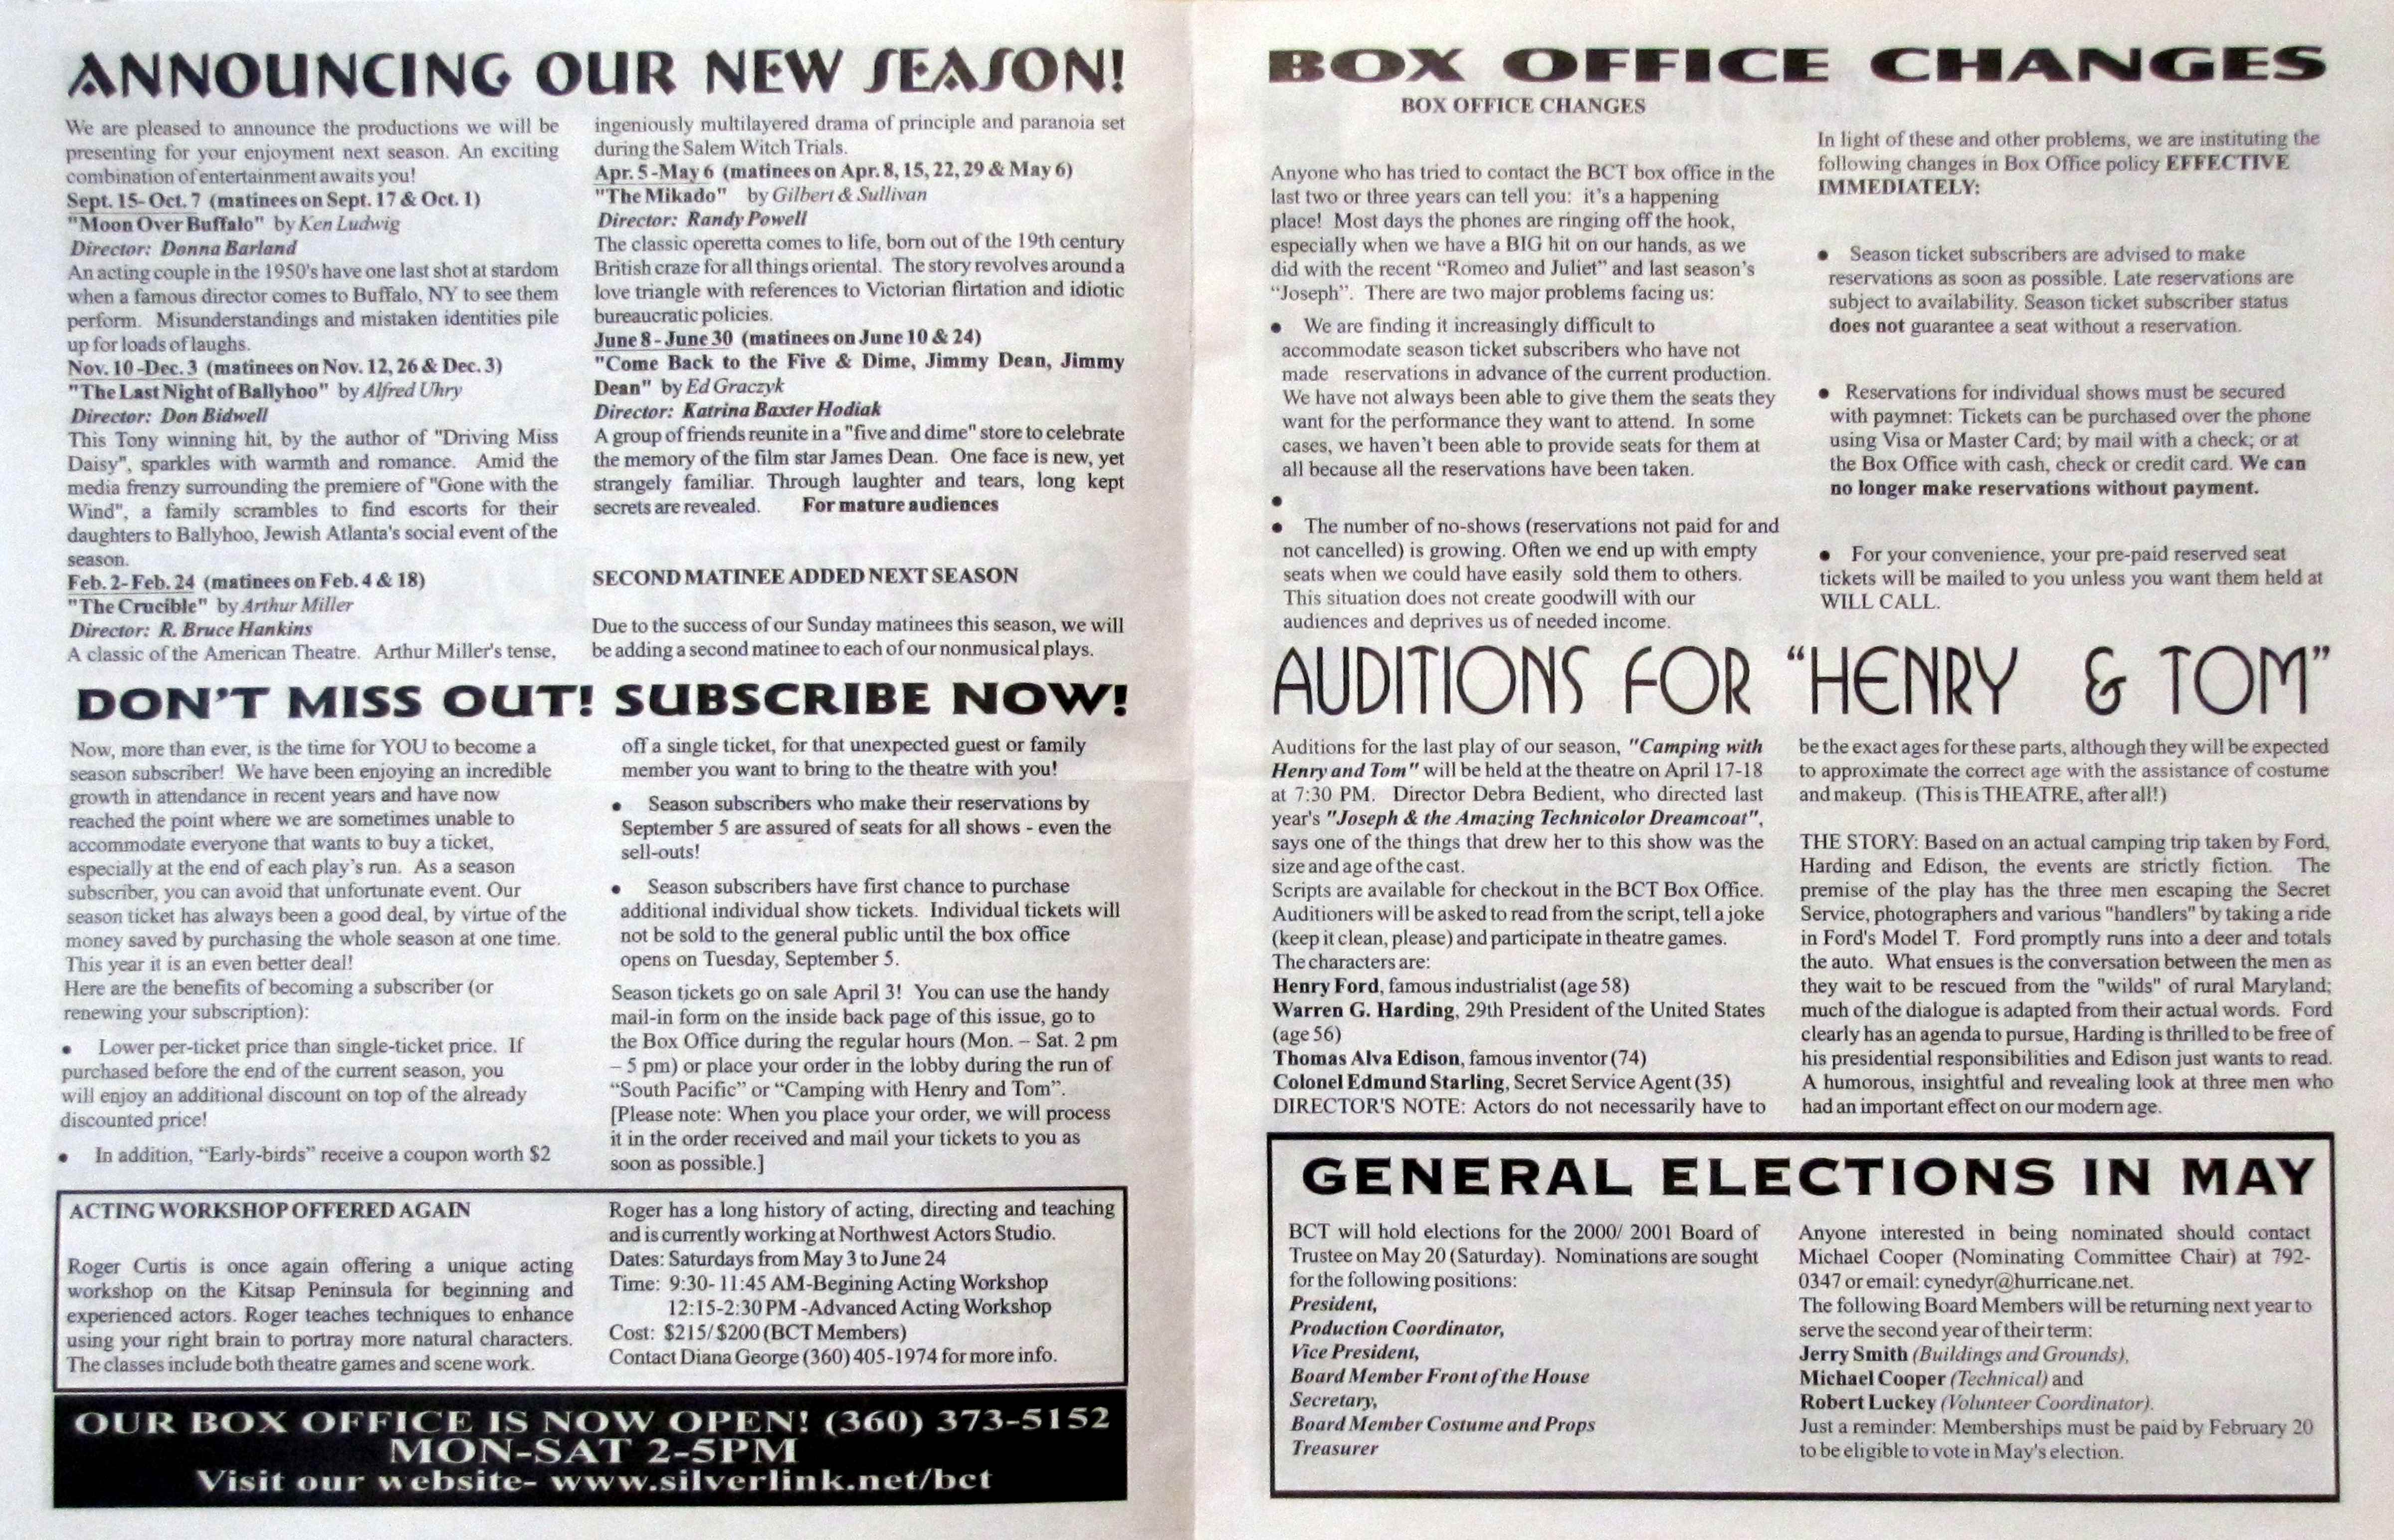 ANNOUNCING OUR NEW SEASON!
We are pleased to announce the productions we will be
presenting for your enjoyment next season. An exciting
combination of entertainment awaits you!
Sept. 15- Oct. 7 (matinees on Sept. 17 & Oct. 1)
"Moon Over Buffalo" by Ken Ludwig
Director: Donna Barland
An acting couple in the 1950's have one last shot at stardom
when a famous director comes to Buffalo, NY to see them
perform. Misunderstandings and mistaken identities pile
up for loads of laughs.
Nov. 10 -Dec. 3 (matinees on Nov. 12, 26 & Dec. 3)
"The Last Night of Ballyhoo" by Alfred Uhry
Director: Don Bidwell
This Tony winning hit, by the author of "Driving Miss
Daisy", sparkles with warmth and romance. Amid the
media frenzy surrounding the premiere of "Gone with the
Wind", a family scrambles to find escorts for their
daughters to Ballyhoo, Jewish Atlanta's social event of the
season.
Feb. 2- Feb. 24 (matinees on Feb. 4 & 18)
"The Crucible" by Arthur Miller
Director: R. Bruce Hankins
A classic of the American Theatre. Arthur Miller's tense,
ingeniously multilayered drama of principle and paranoia set
during the Salem Witch Trials.
Apr. 5 -May 6 (matinees on Apr. 8, 15, 22, 29 & May 6)
"The Mikado" by Gilbert & Sullivan
Director: Randy Powell
The classic operetta comes to life, born out of the 19th century
British craze for all things oriental. The story revolves around a
love triangle with references to Victorian flirtation and idiotic
bureaucratic policies.
June 8 - June 30 (matinees on June 10 & 24)
"Come Back to the Five & Dime, Jimmy Dean, Jimmy
Dean" by Ed Graczyk
Director: Katrina Baxter Hodiak
A group of friends reunite in a "five and dime" store to celebrate
the memory of the film star James Dean. One face is new, yet
strangely familiar. Through laughter and tears, long kept
secrets are revealed. For mature audiences
SECOND MATINEE ADDED NEXT SEASON
Due to the success of our Sunday matinees this season, we will
be adding a second matinee to each of our nonmusical plays.
DON'T MISS OUT! SUBSCRIBE NOW!
Now, more than ever, is the time for YOU to become a
season subscriber! We have been enjoying an incredible
growth in attendance in recent years and have now
reached the point where we are sometimes unable to
accommodate everyone that wants to buy a ticket,
especially at the end of each play's run. As a season
subscriber, you can avoid that unfortunate event. Our
season ticket has always been a good deal, by virtue of the
money saved by purchasing the whole season at one time.
This year it is an even better deal!
Here are the benefits of becoming a subscriber (or
renewing your subscription):
• Lower per-ticket price than single-ticket price. If
purchased before the end of the current season, you
will enjoy an additional discount on top of the already
discounted price!
• In addition, "Early-birds" receive a coupon worth $2
off a single ticket, for that unexpected guest or family
member you want to bring to the theatre with you!
• Season subscribers who make their reservations by
September 5 are assured of seats for all shows - even the
sell-outs!
• Season subscribers have first chance to purchase
additional individual show tickets. Individual tickets will
not be sold to the general public until the box office
opens on Tuesday, September 5.
Season tickets go on sale April 3! You can use the handy
mail-in form on the inside back page of this issue, go to
the Box Office during the regular hours (Mon. – Sat. 2 pm
– 5 pm) or place your order in the lobby during the run of
"South Pacific" or "Camping with Henry and Tom".
[Please note: When you place your order, we will process
it in the order received and mail your tickets to you as
soon as possible.]
ACTING WORKSHOP OFFERED AGAIN
Roger Curtis is once again offering a unique acting
workshop on the Kitsap Peninsula for beginning and
experienced actors. Roger teaches techniques to enhance
using your right brain to portray more natural characters.
The classes include both theatre games and scene work.
Roger has a long history of acting, directing and teaching
and is currently working at Northwest Actors Studio.
Dates: Saturdays from May 3 to June 24
Time: 9:30- 11:45 AM-Begining Acting Workshop
12:15-2:30 PM -Advanced Acting Workshop
Cost: $215/ $200 (BCT Members)
Contact Diana George (360) 405-1974 for more info.
OUR BOX OFFICE IS NOW OPEN! (360) 373-5152
MON-SAT 2-5PM
Visit our website- www.silverlink.net/bct
BOX OFFICE CHANGES
BOX OFFICE CHANGES
Anyone who has tried to contact the BCT box office in the
last two or three years can tell you: it's a happening
place! Most days the phones are ringing off the hook,
especially when we have a BIG hit on our hands, as we
did with the recent "Romeo and Juliet" and last season's
"Joseph". There are two major problems facing us:
• We are finding it increasingly difficult to
accommodate season ticket subscribers who have not
made reservations in advance of the current production.
We have not always been able to give them the seats they
want for the performance they want to attend. In some
cases, we haven't been able to provide seats for them at
all because all the reservations have been taken.
•
• The number of no-shows (reservations not paid for and
not cancelled) is growing. Often we end up with empty
seats when we could have easily sold them to others.
This situation does not create goodwill with our
audiences and deprives us of needed income.
In light of these and other problems, we are instituting the
following changes in Box Office policy EFFECTIVE
IMMEDIATELY:
• Season ticket subscribers are advised to make
reservations as soon as possible. Late reservations are
subject to availability. Season ticket subscriber status
does not guarantee a seat without a reservation.
• Reservations for individual shows must be secured
with paymnet: Tickets can be purchased over the phone
using Visa or Master Card; by mail with a check; or at
the Box Office with cash, check or credit card. We can
no longer make reservations without payment.
• For your convenience, your pre-paid reserved seat
tickets will be mailed to you unless you want them held at
WILL CALL.
AUDITIONS FOR "HENRY & TOM"
Auditions for the last play of our season, "Camping with
Henry and Tom" will be held at the theatre on April 17-18
at 7:30 PM. Director Debra Bedient, who directed last
year's "Joseph & the Amazing Technicolor Dreamcoat",
says one of the things that drew her to this show was the
size and age of the cast.
Scripts are available for checkout in the BCT Box Office.
Auditioners will be asked to read from the script, tell a joke
(keep it clean, please) and participate in theatre games.
The characters are:
Henry Ford, famous industrialist (age 58)
Warren G. Harding, 29th President of the United States
(age 56)
Thomas Alva Edison, famous inventor (74)
Colonel Edmund Starling, Secret Service Agent (35)
DIRECTOR'S NOTE: Actors do not necessarily have to
be the exact ages for these parts, although they will be expected
to approximate the correct age with the assistance of costume
and makeup. (This is THEATRE, after all!)
THE STORY: Based on an actual camping trip taken by Ford,
Harding and Edison, the events are strictly fiction. The
premise of the play has the three men escaping the Secret
Service, photographers and various "handlers" by taking a ride
in Ford's Model T. Ford promptly runs into a deer and totals
the auto. What ensues is the conversation between the men as
they wait to be rescued from the "wilds" of rural Maryland;
much of the dialogue is adapted from their actual words. Ford
clearly has an agenda to pursue, Harding is thrilled to be free of
his presidential responsibilities and Edison just wants to read.
A humorous, insightful and revealing look at three men who
had an important effect on our modern age.
GENERAL ELECTIONS IN MAY
BCT will hold elections for the 2000/ 2001 Board of
Trustee on May 20 (Saturday). Nominations are sought
for the following positions:
President,
Production Coordinator,
Vice President,
Board Member Front of the House
Secretary,
Board Member Costume and Props
Treasurer
Anyone interested in being nominated should contact
Michael Cooper (Nominating Committee Chair) at 792-
0347 or email: cynedyr@hurricane.net.
The following Board Members will be returning next year to
serve the second year of their term:
Jerry Smith (Buildings and Grounds),
Michael Cooper (Technical) and
Robert Luckey (Volunteer Coordinator).
Just a reminder: Memberships must be paid by February 20
to be eligible to vote in May's election.